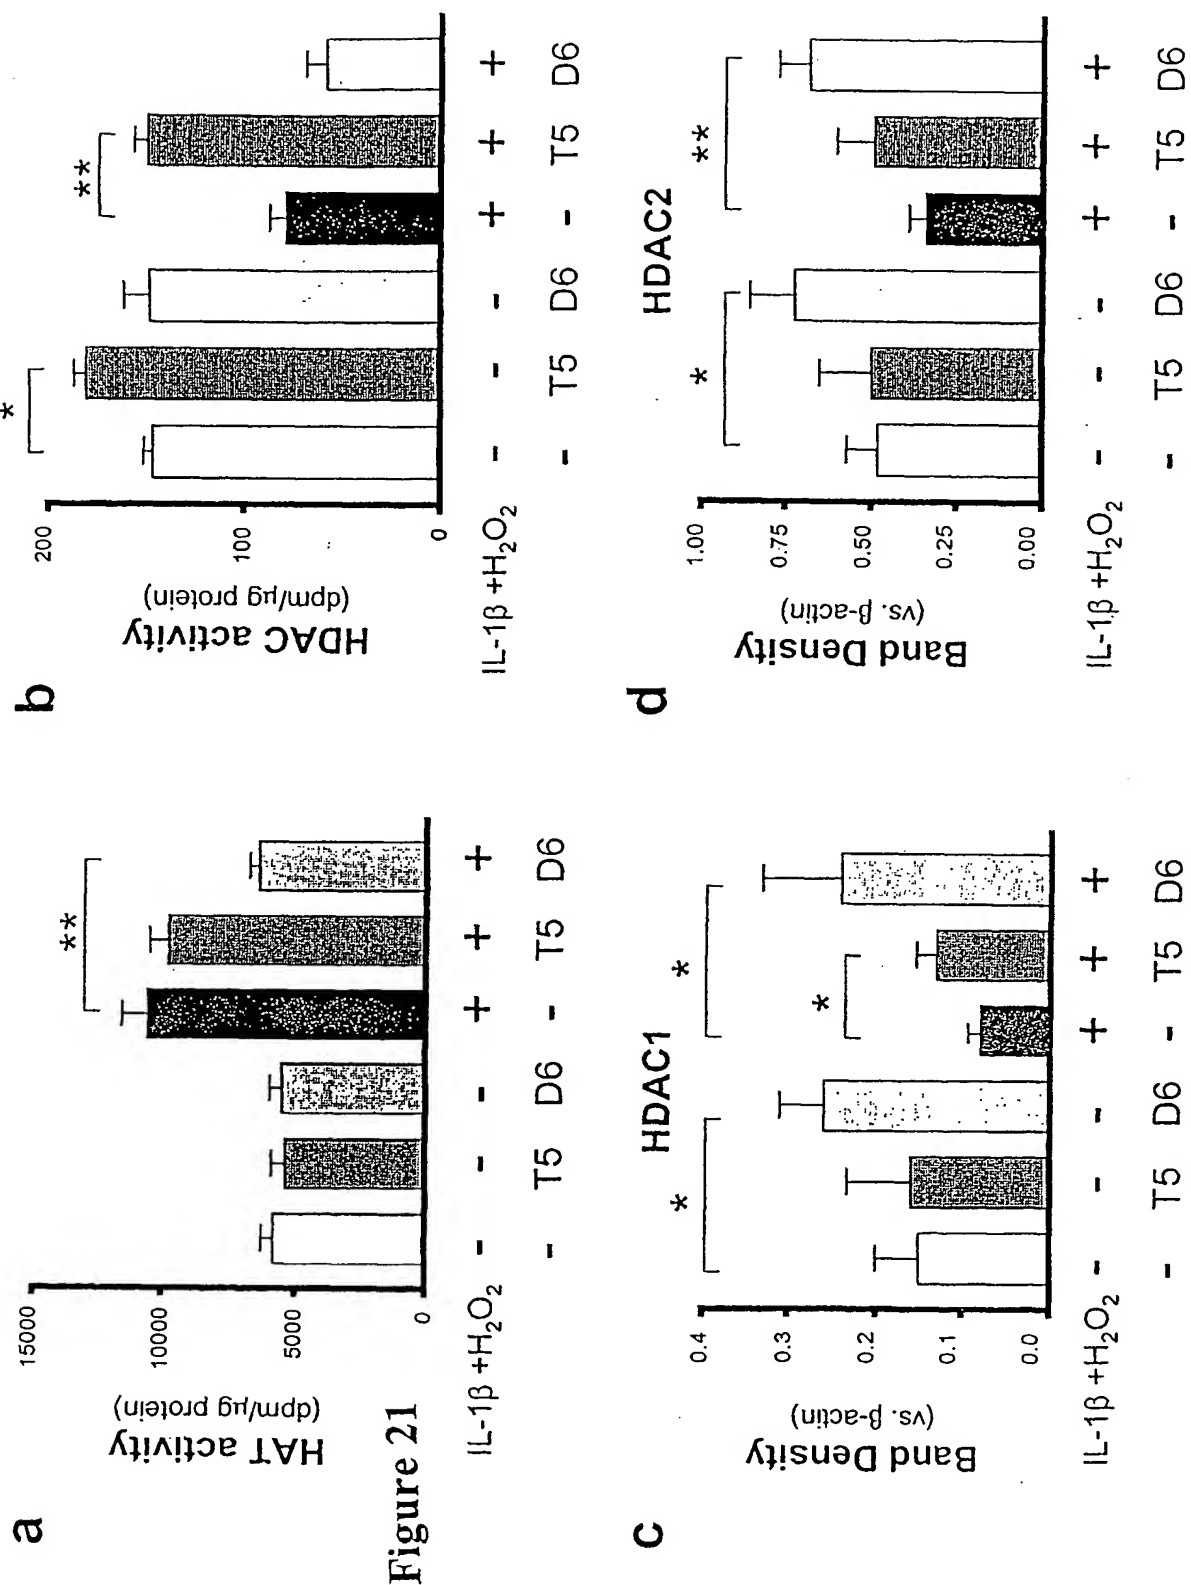 a
HAT activity
(dpm/μg protein)
15000
10000
5000
0
**
IL-1β +H₂O₂ - - - + + +
- T5 D6 - T5 D6
b
HDAC activity
(dpm/μg protein)
200
100
0
*
**
IL-1β +H₂O₂ - - - + + +
- T5 D6 - T5 D6
Figure 21
c
HDAC1
Band Density
(vs. β-actin)
0.4
0.3
0.2
0.1
0.0
*
*
*
IL-1β +H₂O₂ - - - + + +
- T5 D6 - T5 D6
d
HDAC2
Band Density
(vs. β-actin)
1.00
0.75
0.50
0.25
0.00
*
**
IL-1β +H₂O₂ - - - + + +
- T5 D6 - T5 D6